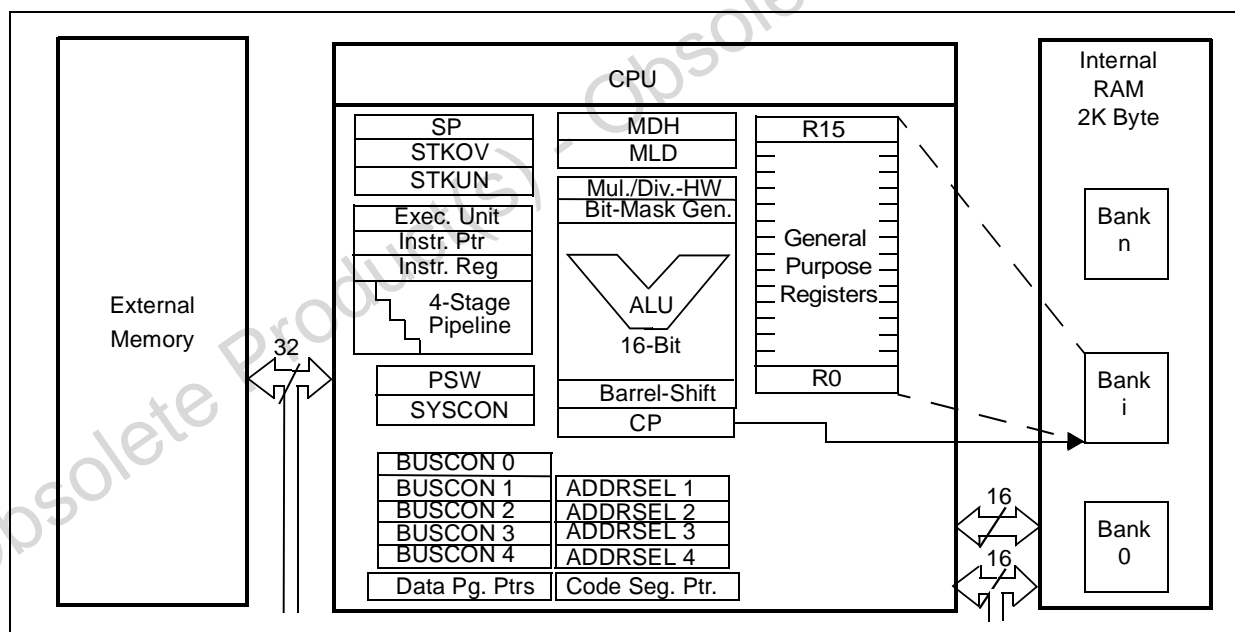 CPU
External
Memory
32
SP
STKOV
STKUN
Exec. Unit
Instr. Ptr
Instr. Reg
4-Stage
Pipeline
PSW
SYSCON
BUSCON 0
BUSCON 1
BUSCON 2
BUSCON 3
BUSCON 4
Data Pg. Ptrs
MDH
MLD
Mul./Div.-HW
Bit-Mask Gen.
ALU
16-Bit
Barrel-Shift
CP
ADDRSEL 1
ADDRSEL 2
ADDRSEL 3
ADDRSEL 4
Code Seg. Ptr.
R15
General
Purpose
Registers
R0
16
16
Internal
RAM
2K Byte
Bank
n
Bank
i
Bank
0
Obsolete Product(s) - Obsole